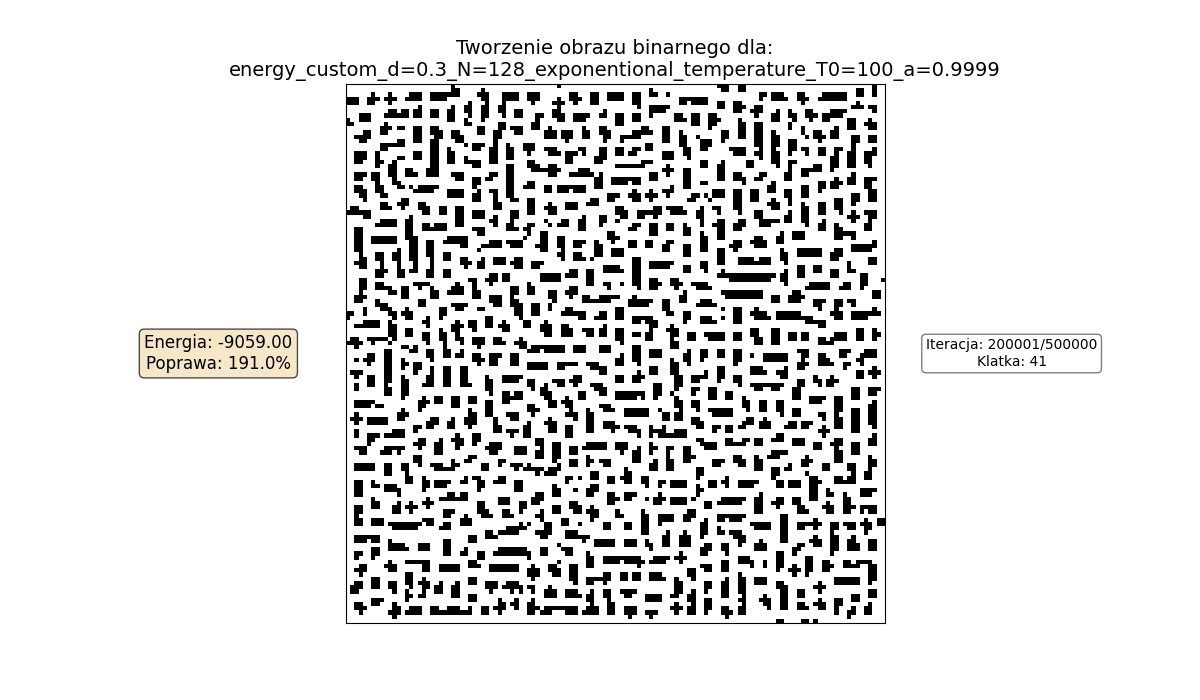 Tworzenie obrazu binarnego dla:
energy_custom_d=0.3_N=128_exponentional_temperature_T0=100_a=0.9999
Energia: -9059.00
Poprawa: 191.0%
Iteracja: 200001/500000
Klatka: 41